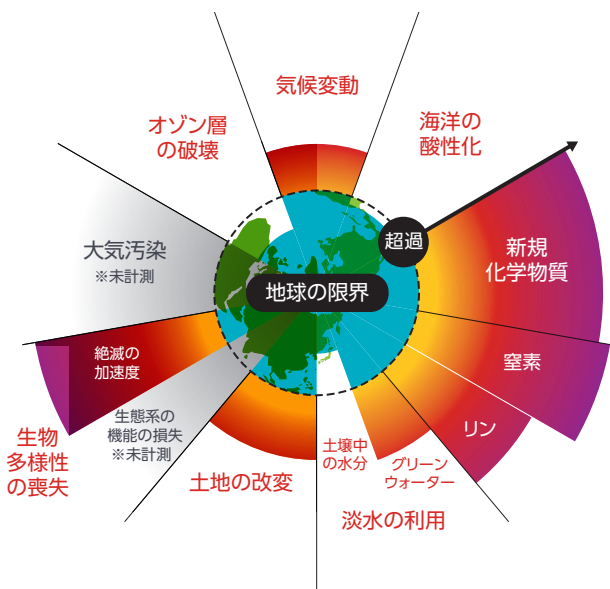 気候変動
オゾン層
の破壊
海洋の
酸性化
大気汚染
※未計測
超過
新規
化学物質
地球の限界
絶滅の
加速度
窒素
生態系の
機能の損失
※未計測
リン
生物
多様性
の喪失
土地の改変
土壌中
の水分
グリーン
ウォーター
淡水の利用